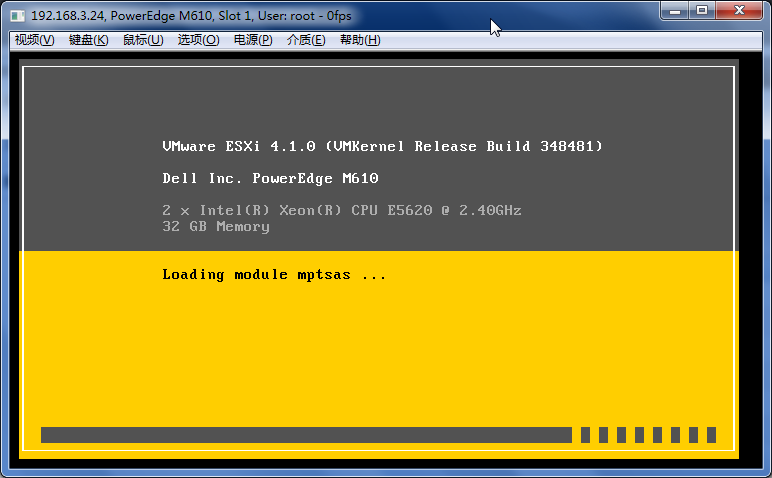 192.168.3.24, PowerEdge M610, Slot 1, User: root - 0fps
视频(V) 键盘(K) 鼠标(U) 选项(O) 电源(P) 介质(E) 帮助(H)
VMware ESXi 4.1.0 (VMKernel Release Build 348481)
Dell Inc. PowerEdge M610
2 x Intel(R) Xeon(R) CPU E5620 @ 2.40GHz
32 GB Memory
Loading module mptsas ...